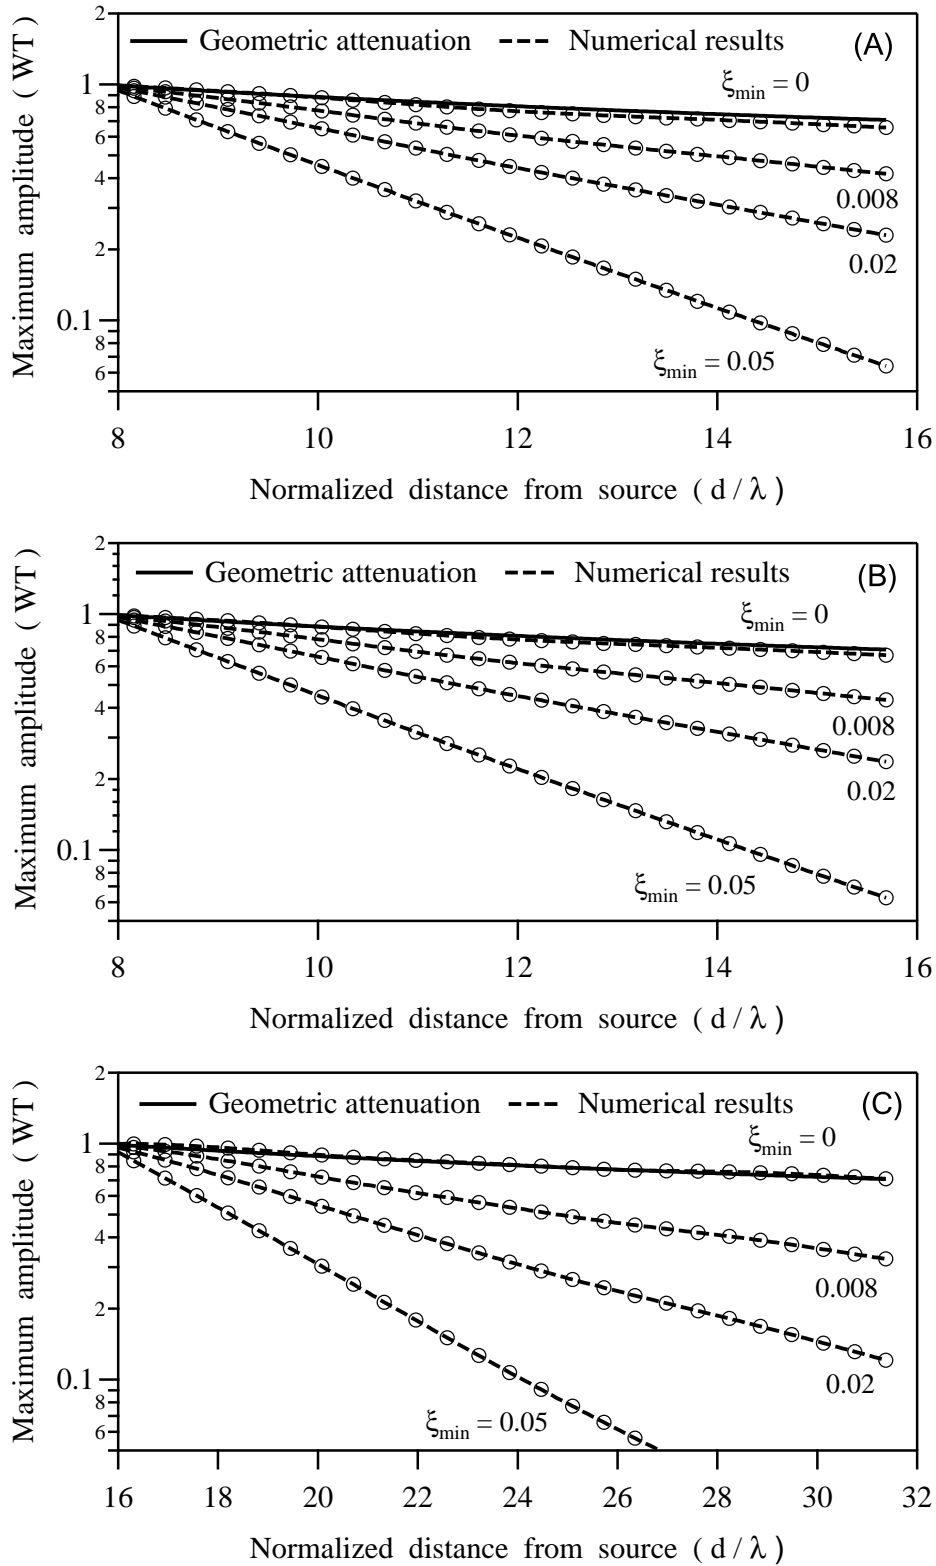 2
Geometric attenuation Numerical results (A)
ξmin = 0
1
8
6
4
0.008
0.02
2
0.1
8
6
ξmin = 0.05
Maximum amplitude ( WT )
8 10 12 14 16
Normalized distance from source ( d / λ )
2
Geometric attenuation Numerical results (B)
ξmin = 0
1
8
6
4
0.008
0.02
2
0.1
8
6
ξmin = 0.05
Maximum amplitude ( WT )
8 10 12 14 16
Normalized distance from source ( d / λ )
2
Geometric attenuation Numerical results (C)
ξmin = 0
1
8
6
4
0.008
2
0.1
0.02
8
6
ξmin = 0.05
Maximum amplitude ( WT )
16 18 20 22 24 26 28 30 32
Normalized distance from source ( d / λ )